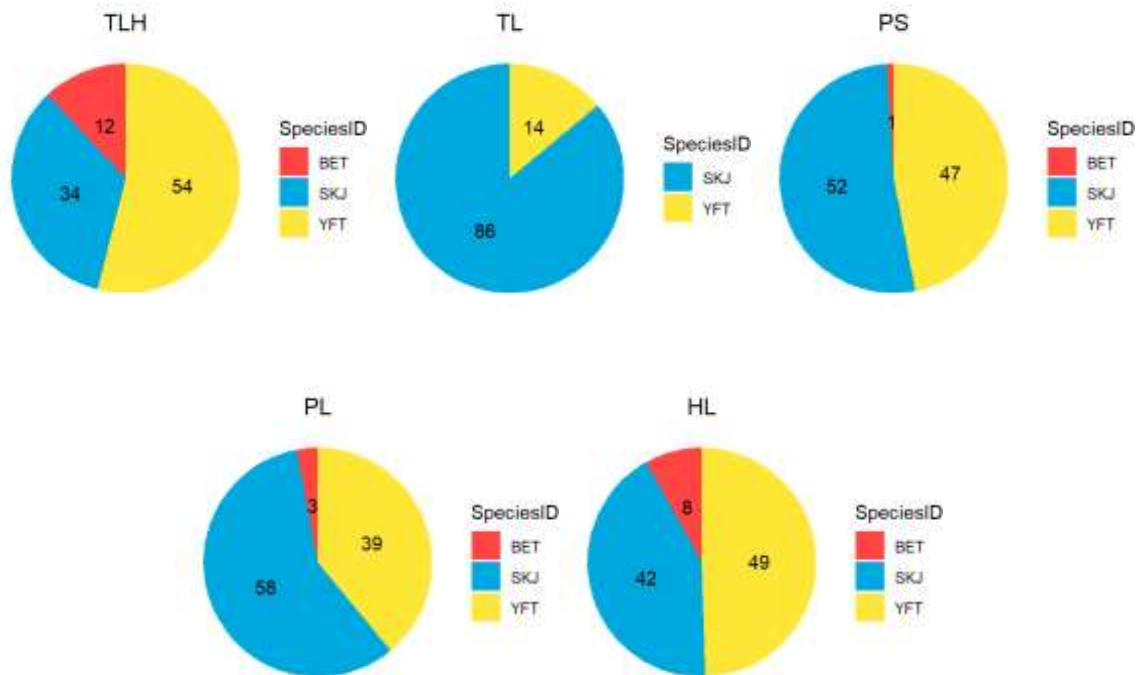 TLH
12
34
54
SpeciesID
BET
SKJ
YFT
TL
14
86
SpeciesID
SKJ
YFT
PS
1
52
47
SpeciesID
BET
SKJ
YFT
PL
3
39
58
SpeciesID
BET
SKJ
YFT
HL
8
42
49
SpeciesID
BET
SKJ
YFT